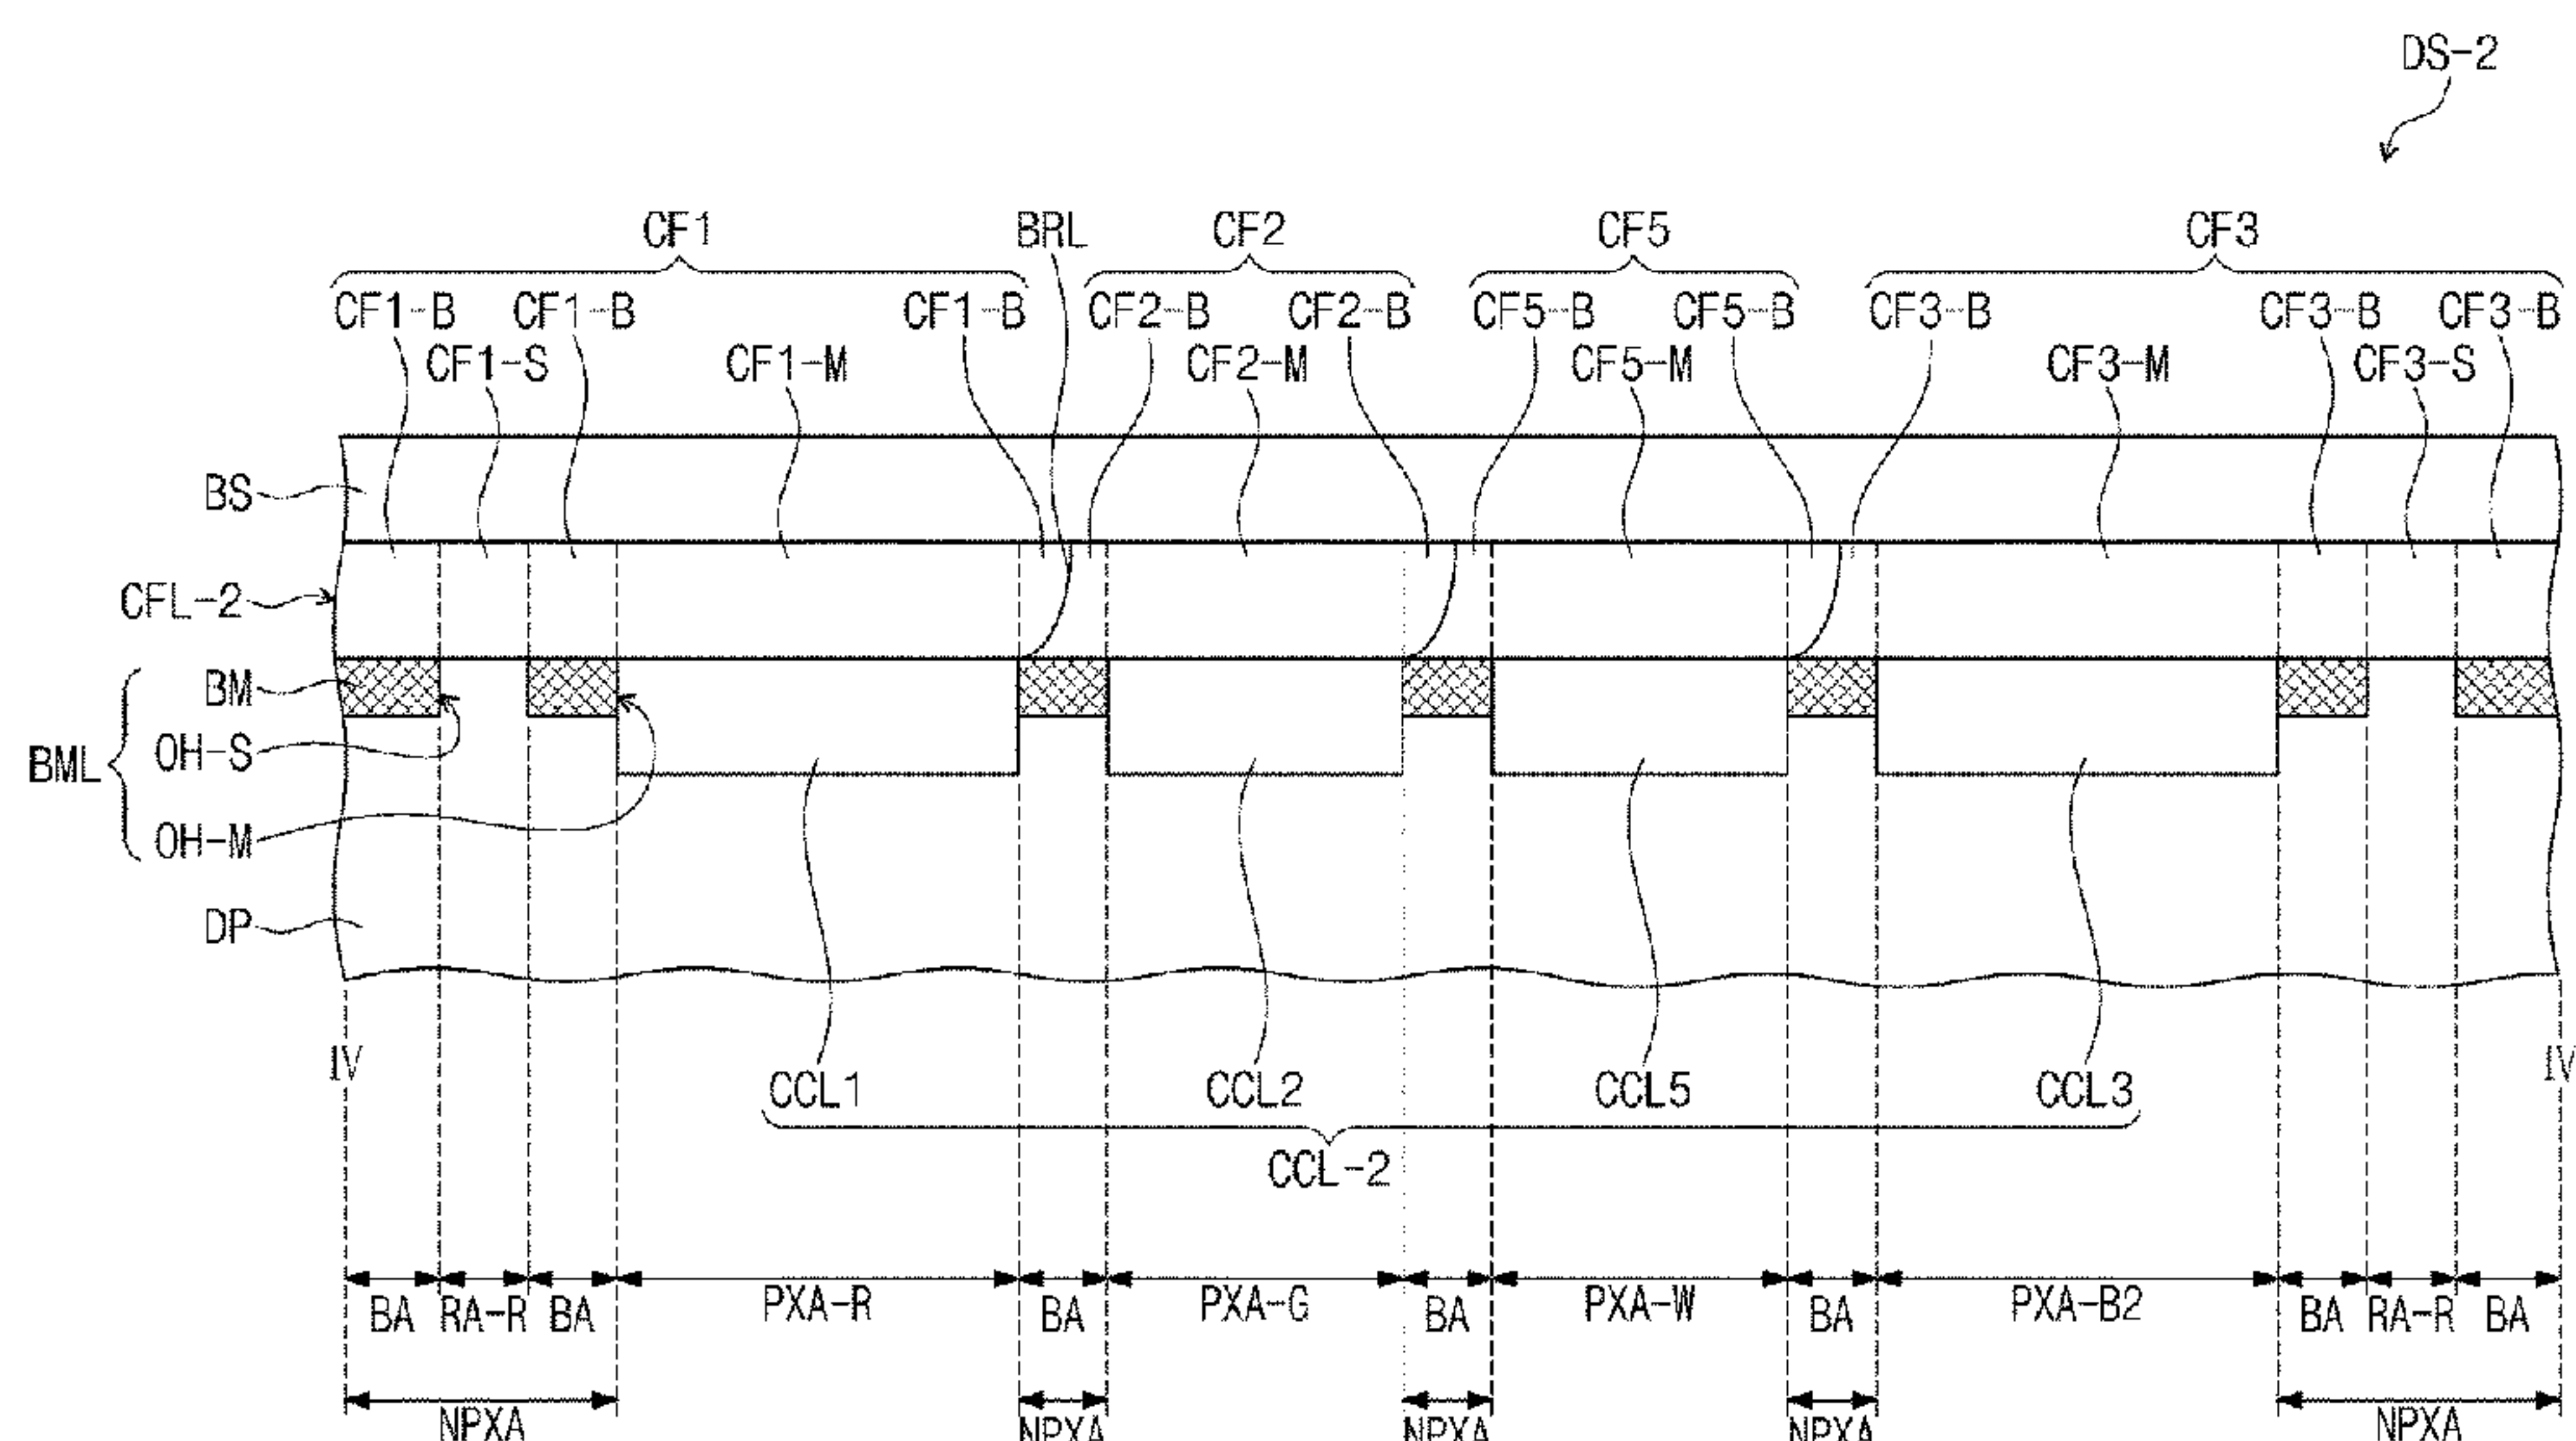 DS-2
CF1 BRL CF2 CF5 CF3
CF1-B CF1-B CF1-B CF2-B CF2-B CF5-B CF5-B CF3-B CF3-B CF3-B
CF1-S CF1-M CF2-M CF5-M CF3-M CF3-S
BS
CFL-2
BM
OH-S
BML
OH-M
DP
IV IV
CCL1 CCL2 CCL5 CCL3
CCL-2
BA RA-R BA PXA-R BA PXA-G BA PXA-W BA PXA-B2 BA RA-R BA
NPXA NPXA NPXA NPXA NPXA